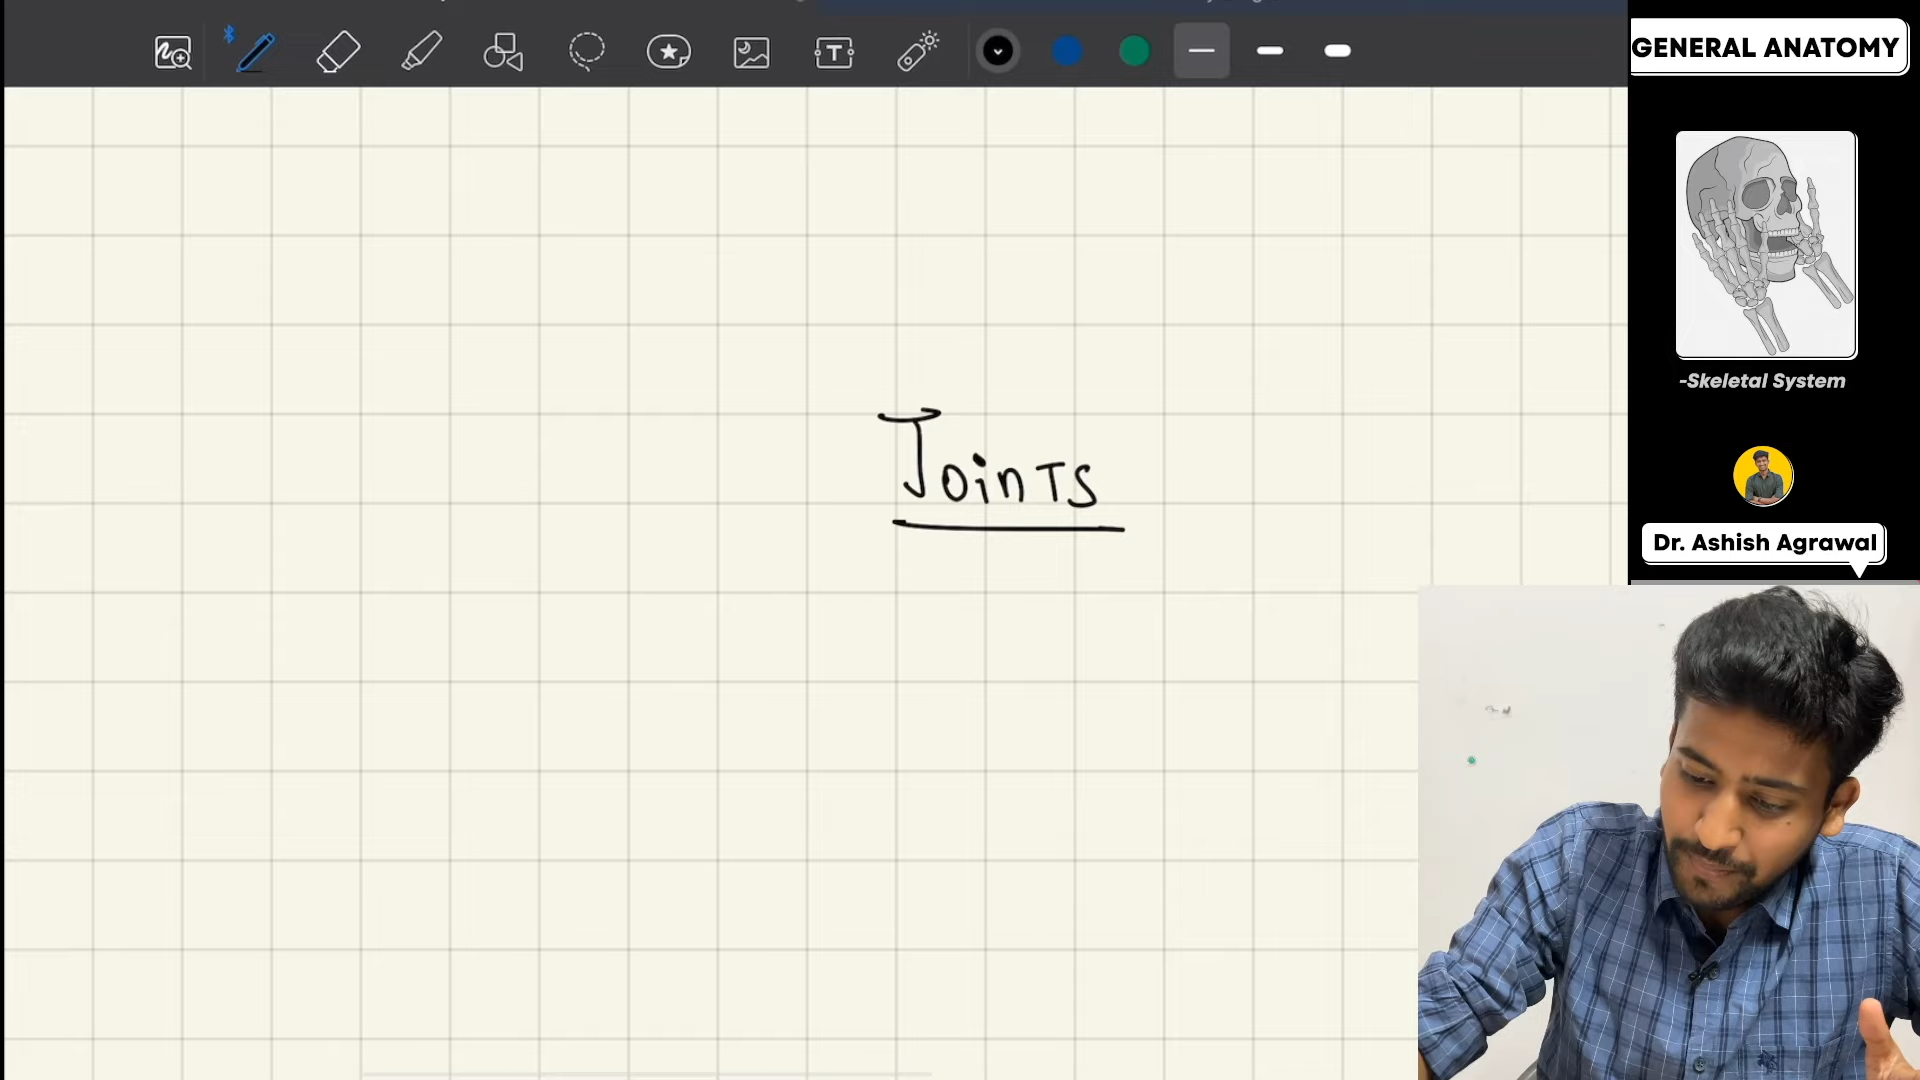 GENERAL ANATOMY
-Skeletal System
Dr. Ashish Agrawal
JoinTs